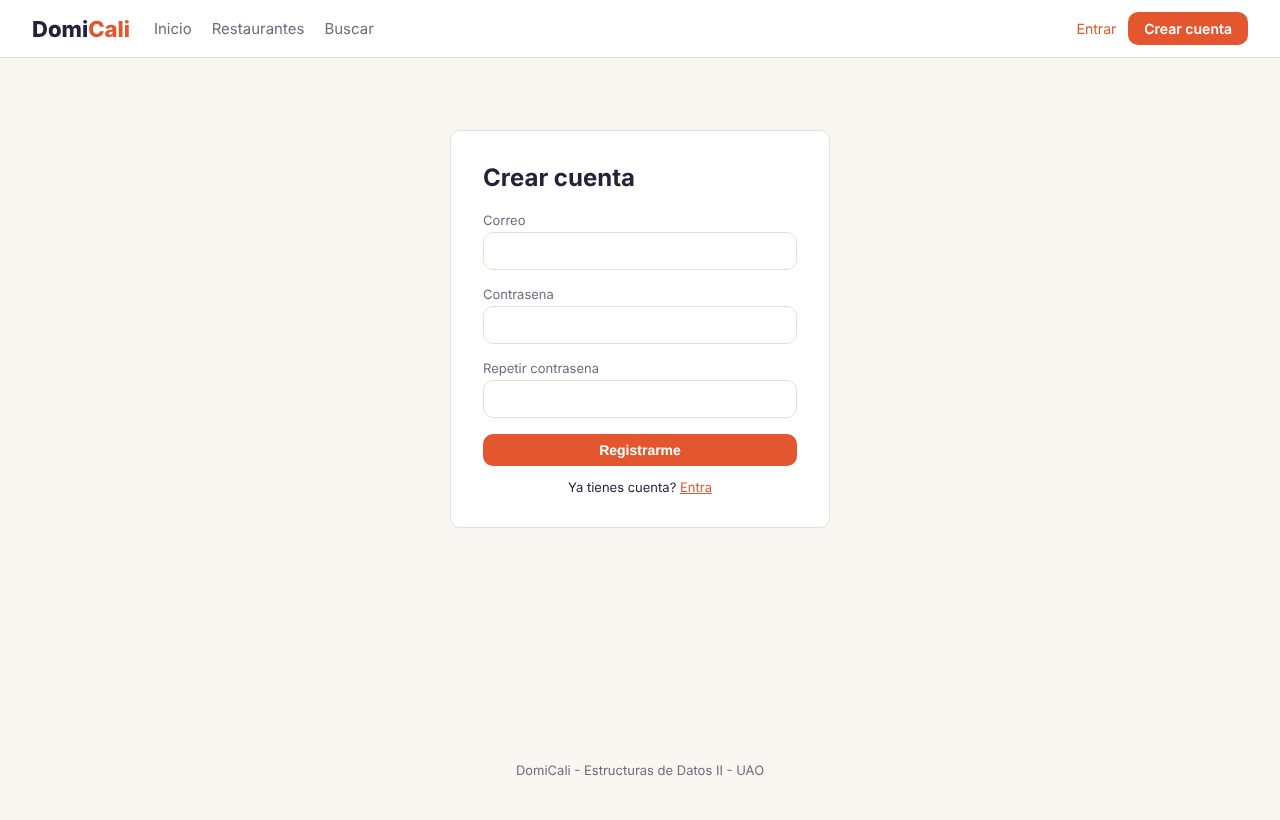 DomiCali Inicio Restaurantes Buscar Entrar Crear cuenta
Crear cuenta
Correo
Contrasena
Repetir contrasena
Registrarme
Ya tienes cuenta? Entra
DomiCali - Estructuras de Datos II - UAO